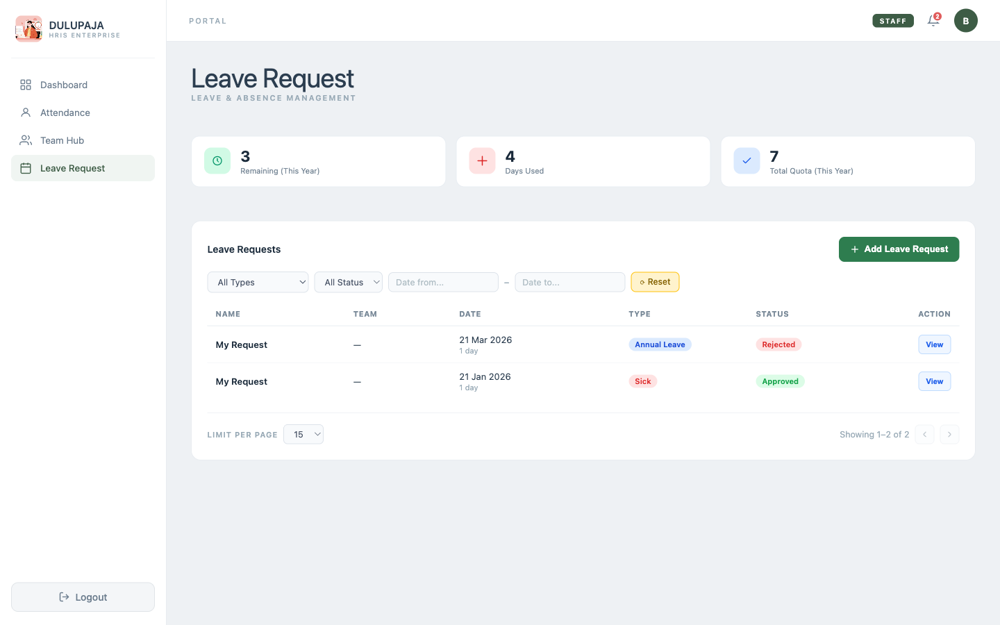 DULUPAJA
HRIS ENTERPRISE
Dashboard
Attendance
Team Hub
Leave Request
Logout
PORTAL
STAFF
2
B
Leave Request
LEAVE & ABSENCE MANAGEMENT
3
Remaining (This Year)
4
Days Used
7
Total Quota (This Year)
Leave Requests
+ Add Leave Request
All Types
All Status
Date from...
–
Date to...
⟳ Reset
NAME TEAM DATE TYPE STATUS ACTION
My Request — 21 Mar 2026 Annual Leave Rejected View
1 day
My Request — 21 Jan 2026 Sick Approved View
1 day
LIMIT PER PAGE 15
Showing 1–2 of 2